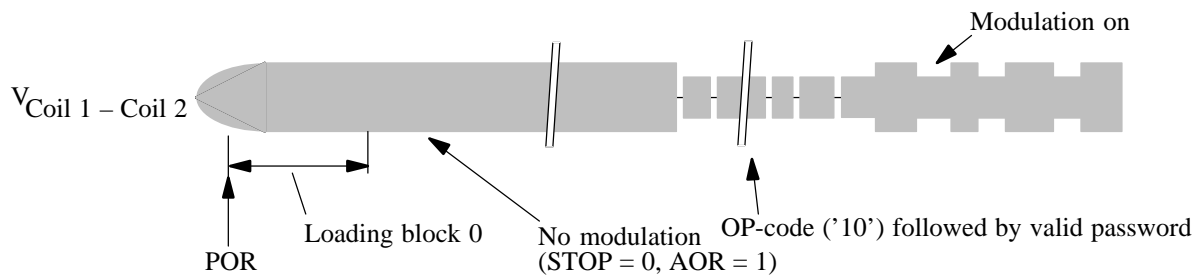 Modulation on
VCoil 1 – Coil 2
Loading block 0
No modulation
(STOP = 0, AOR = 1)
OP-code (’10’) followed by valid password
POR